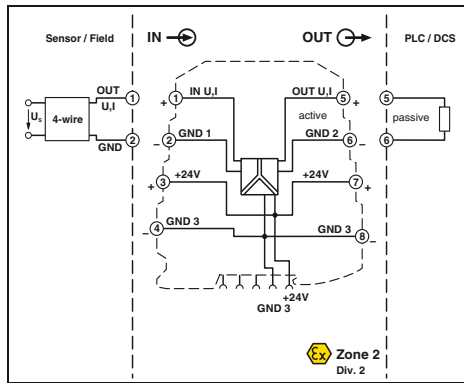 Sensor / Field
IN
OUT
PLC / DCS
OUT
U,I
1
+
1
IN U,I
OUT U,I
5
+
5
Us
4-wire
active
passive
GND
2
−
2
GND 1
GND 2
6
−
6
+
3
+24V
+24V
7
+
−
4
GND 3
GND 3
8
−
+24V
GND 3
Ex
Zone 2
Div. 2